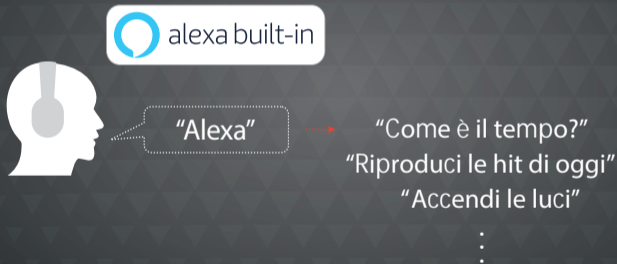 alexa built-in
“Alexa”
“Come è il tempo?”
“Riproduci le hit di oggi”
“Accendi le luci”